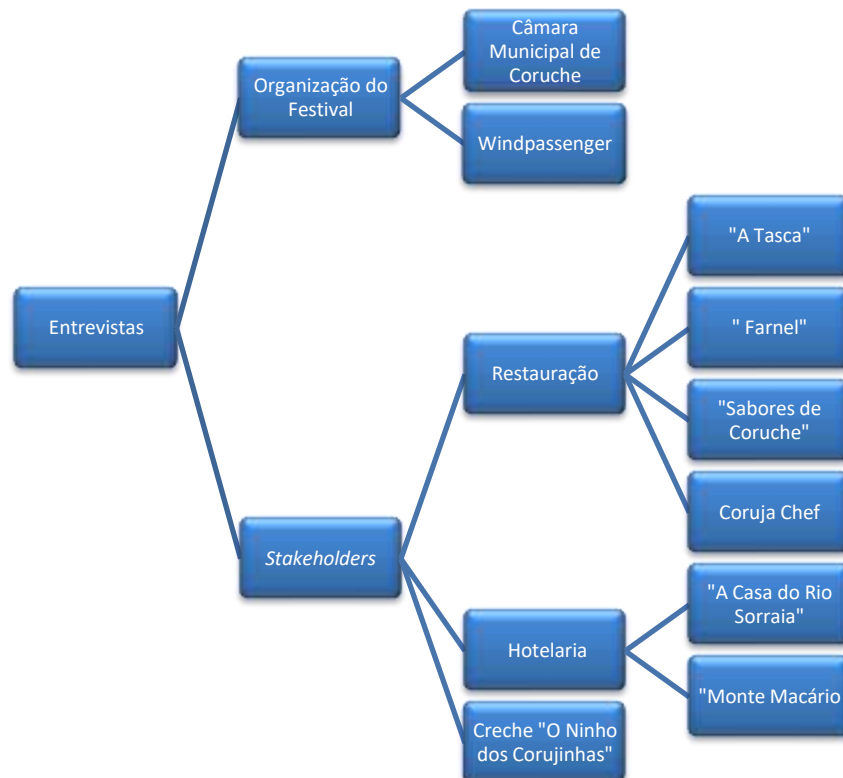 Câmara
Municipal de
Coruche
Organização do
Festival
Windpassenger
"A Tasca"
" Farnel"
Entrevistas
Restauração
"Sabores de
Coruche"
Coruja Chef
Stakeholders
"A Casa do Rio
Sorraia"
Hotelaria
"Monte Macário
Creche "O Ninho
dos Corujinhas"